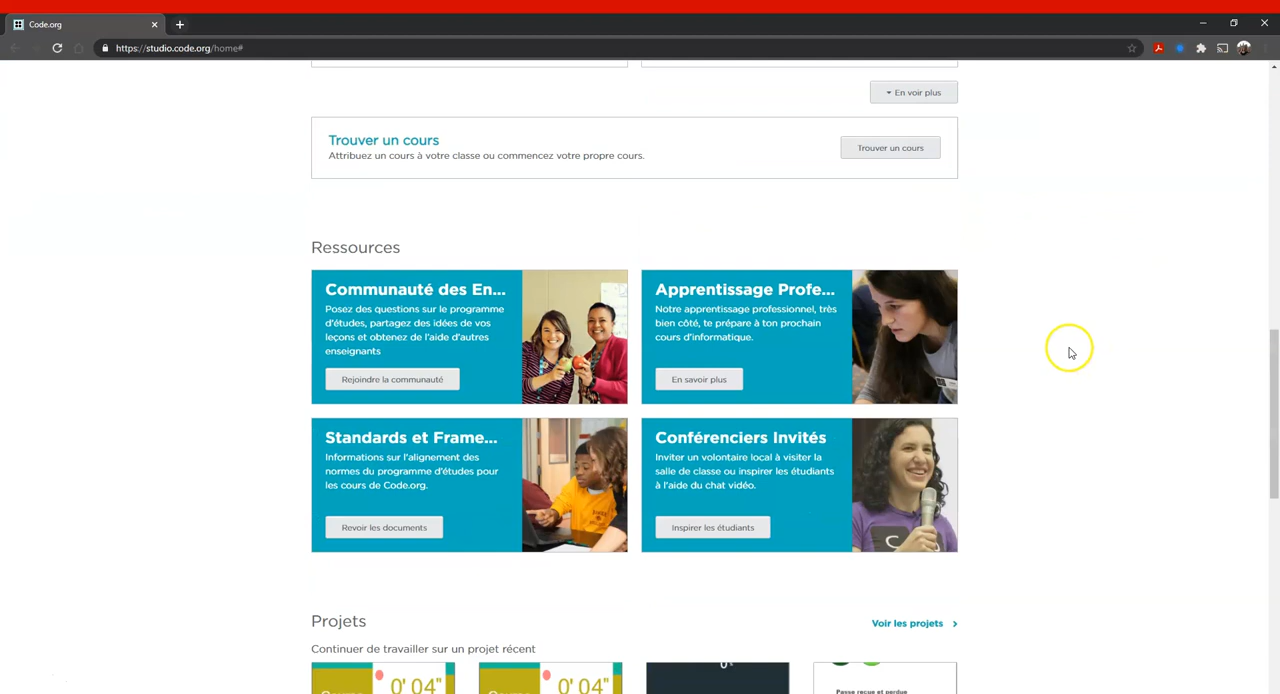 Code.org
https://studio.code.org/home#
En voir plus
Trouver un cours
Attribuez un cours à votre classe ou commencez votre propre cours.
Trouver un cours
Ressources
Communauté des En...
Posez des questions sur le programme
d'études, partagez des idées de vos
leçons et obtenez de l'aide d'autres
enseignants
Rejoindre la communauté
Apprentissage Profe...
Notre apprentissage professionnel, très
bien côté, te prépare à ton prochain
cours d'informatique.
En savoir plus
Standards et Frame...
Informations sur l'alignement des
normes du programme d'études pour
les cours de Code.org.
Revoir les documents
Conférenciers Invités
Inviter un volontaire local à visiter la
salle de classe ou inspirer les étudiants
à l'aide du chat vidéo.
Inspirer les étudiants
Projets
Voir les projets
Continuer de travailler sur un projet récent
0' 04"
0' 04"
0's
Passe reçue et perdue